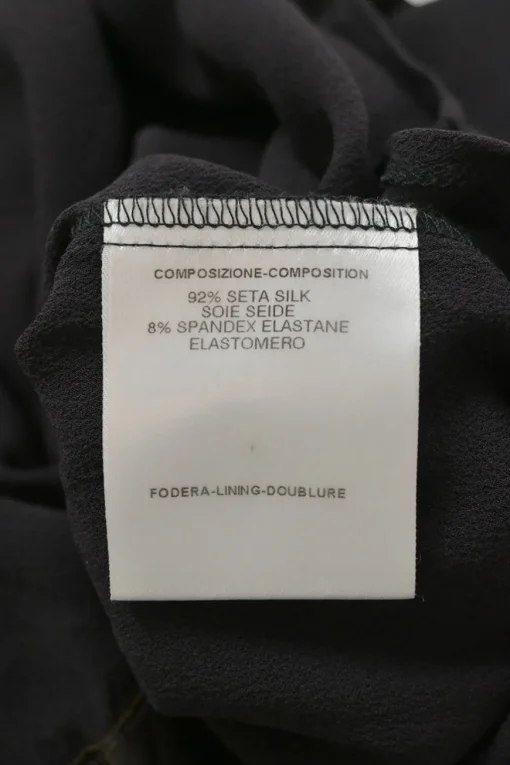 COMPOSIZIONE-COMPOSITION
92% SETA SILK
SOIE SEIDE
8% SPANDEX ELASTANE
ELASTOMERO
FODERA-LINING-DOUBLURE